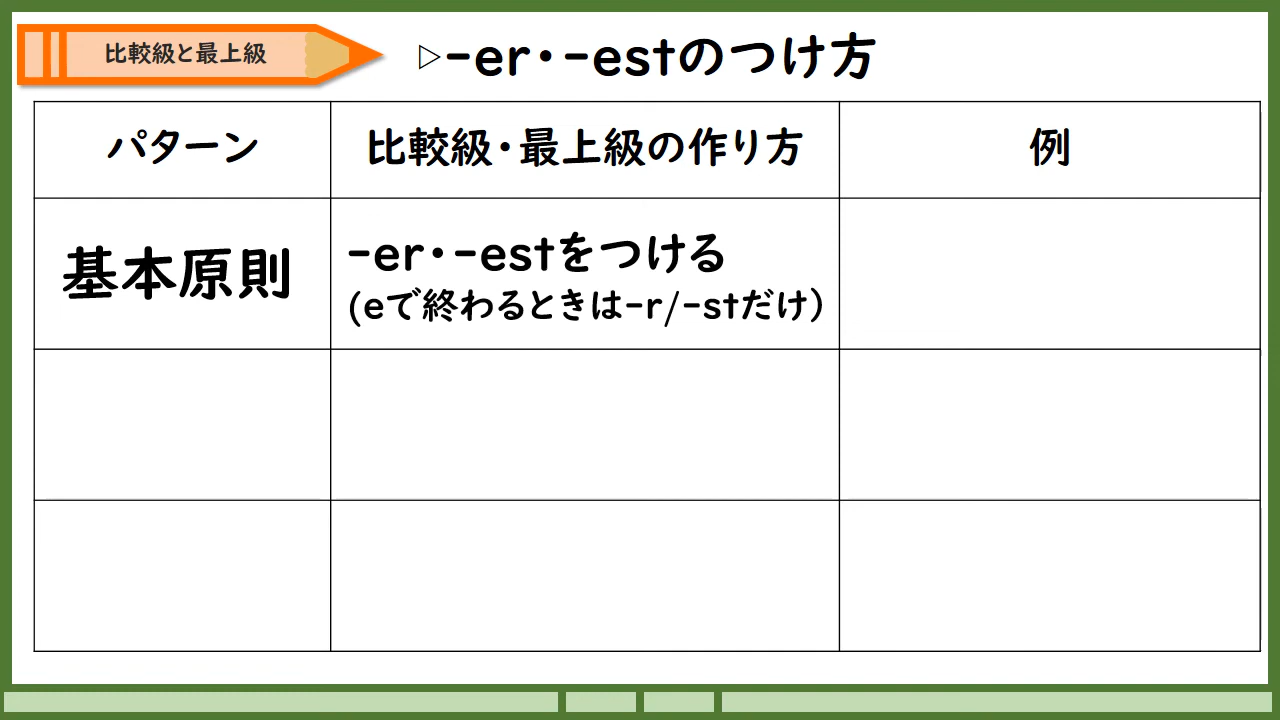 比較級と最上級
▷-er・-estのつけ方
パターン
比較級・最上級の作り方
例
基本原則
-er・-estをつける
(eで終わるときは-r/-stだけ)